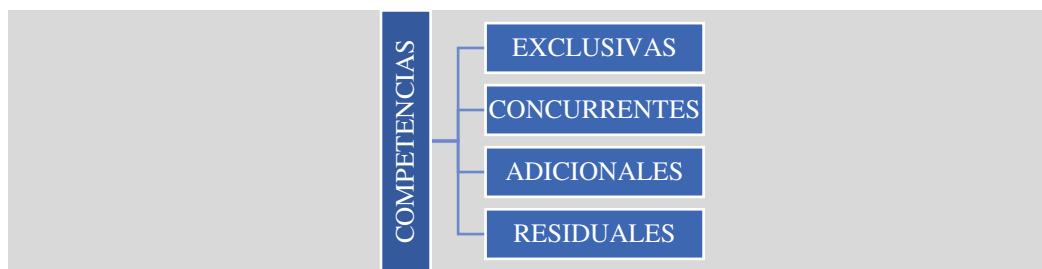 COMPETENCIAS
EXCLUSIVAS
CONCURRENTES
ADICIONALES
RESIDUALES